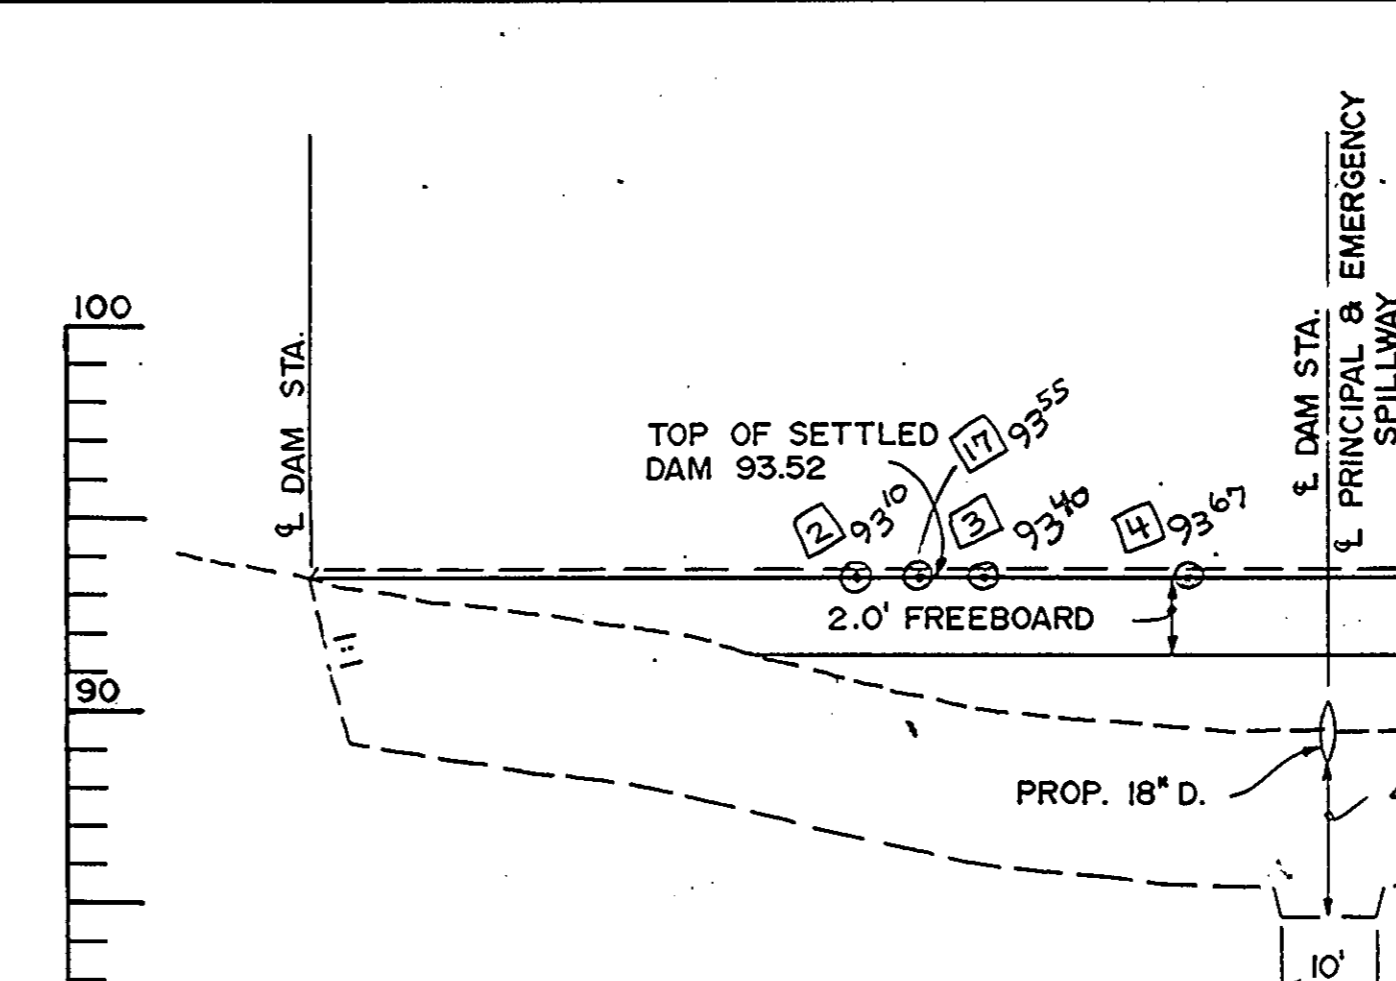 100
90
℄ DAM STA.
TOP OF SETTLED
DAM 93.52
17 93 55
2 93 10
3 93 40
4 93 67
2.0' FREEBOARD
1:1
PROP. 18" D.
℄ DAM STA.
℄ PRINCIPAL & EMERGENCY
SPILLWAY
10'